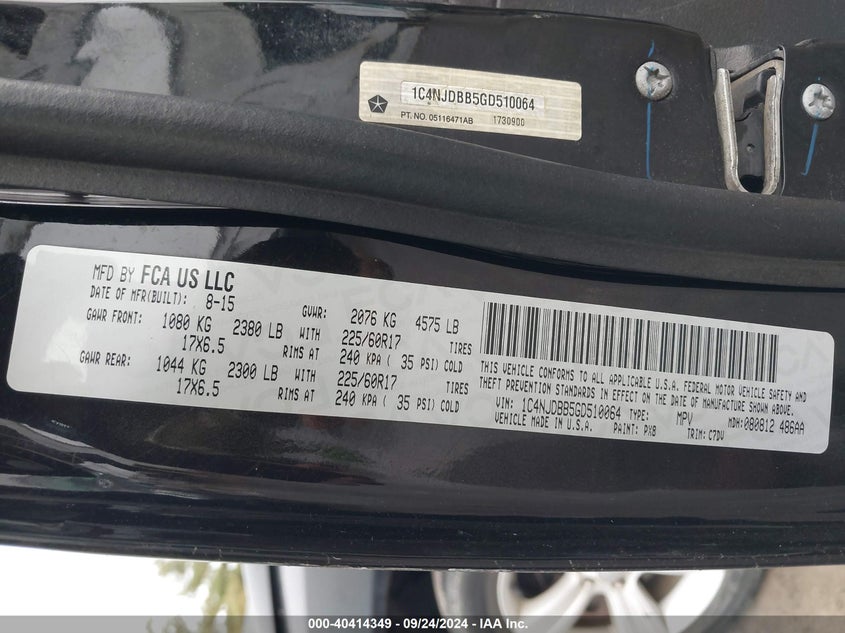 1C4NJDBB5GD510064
PT. NO. 05116471AB 1730900
MFD BY FCA US LLC
DATE OF MFR(BUILT): 8-15 GVWR: 2076 KG 4575 LB
GAWR FRONT: 1080 KG 2380 LB WITH 225/60R17 TIRES
17X6.5 RIMS AT 240 KPA ( 35 PSI) COLD
GAWR REAR: 1044 KG 2300 LB WITH 225/60R17 TIRES
17X6.5 RIMS AT 240 KPA ( 35 PSI) COLD
THIS VEHICLE CONFORMS TO ALL APPLICABLE U.S.A. FEDERAL MOTOR VEHICLE SAFETY AND
THEFT PREVENTION STANDARDS IN EFFECT ON THE DATE OF MANUFACTURE SHOWN ABOVE.
VIN: 1C4NJDBB5GD510064 TYPE: MPV MDH: 080812 486AA
VEHICLE MADE IN U.S.A. PAINT: PXB TRIM: C7DV
000-40414349 - 09/24/2024 - IAA Inc.